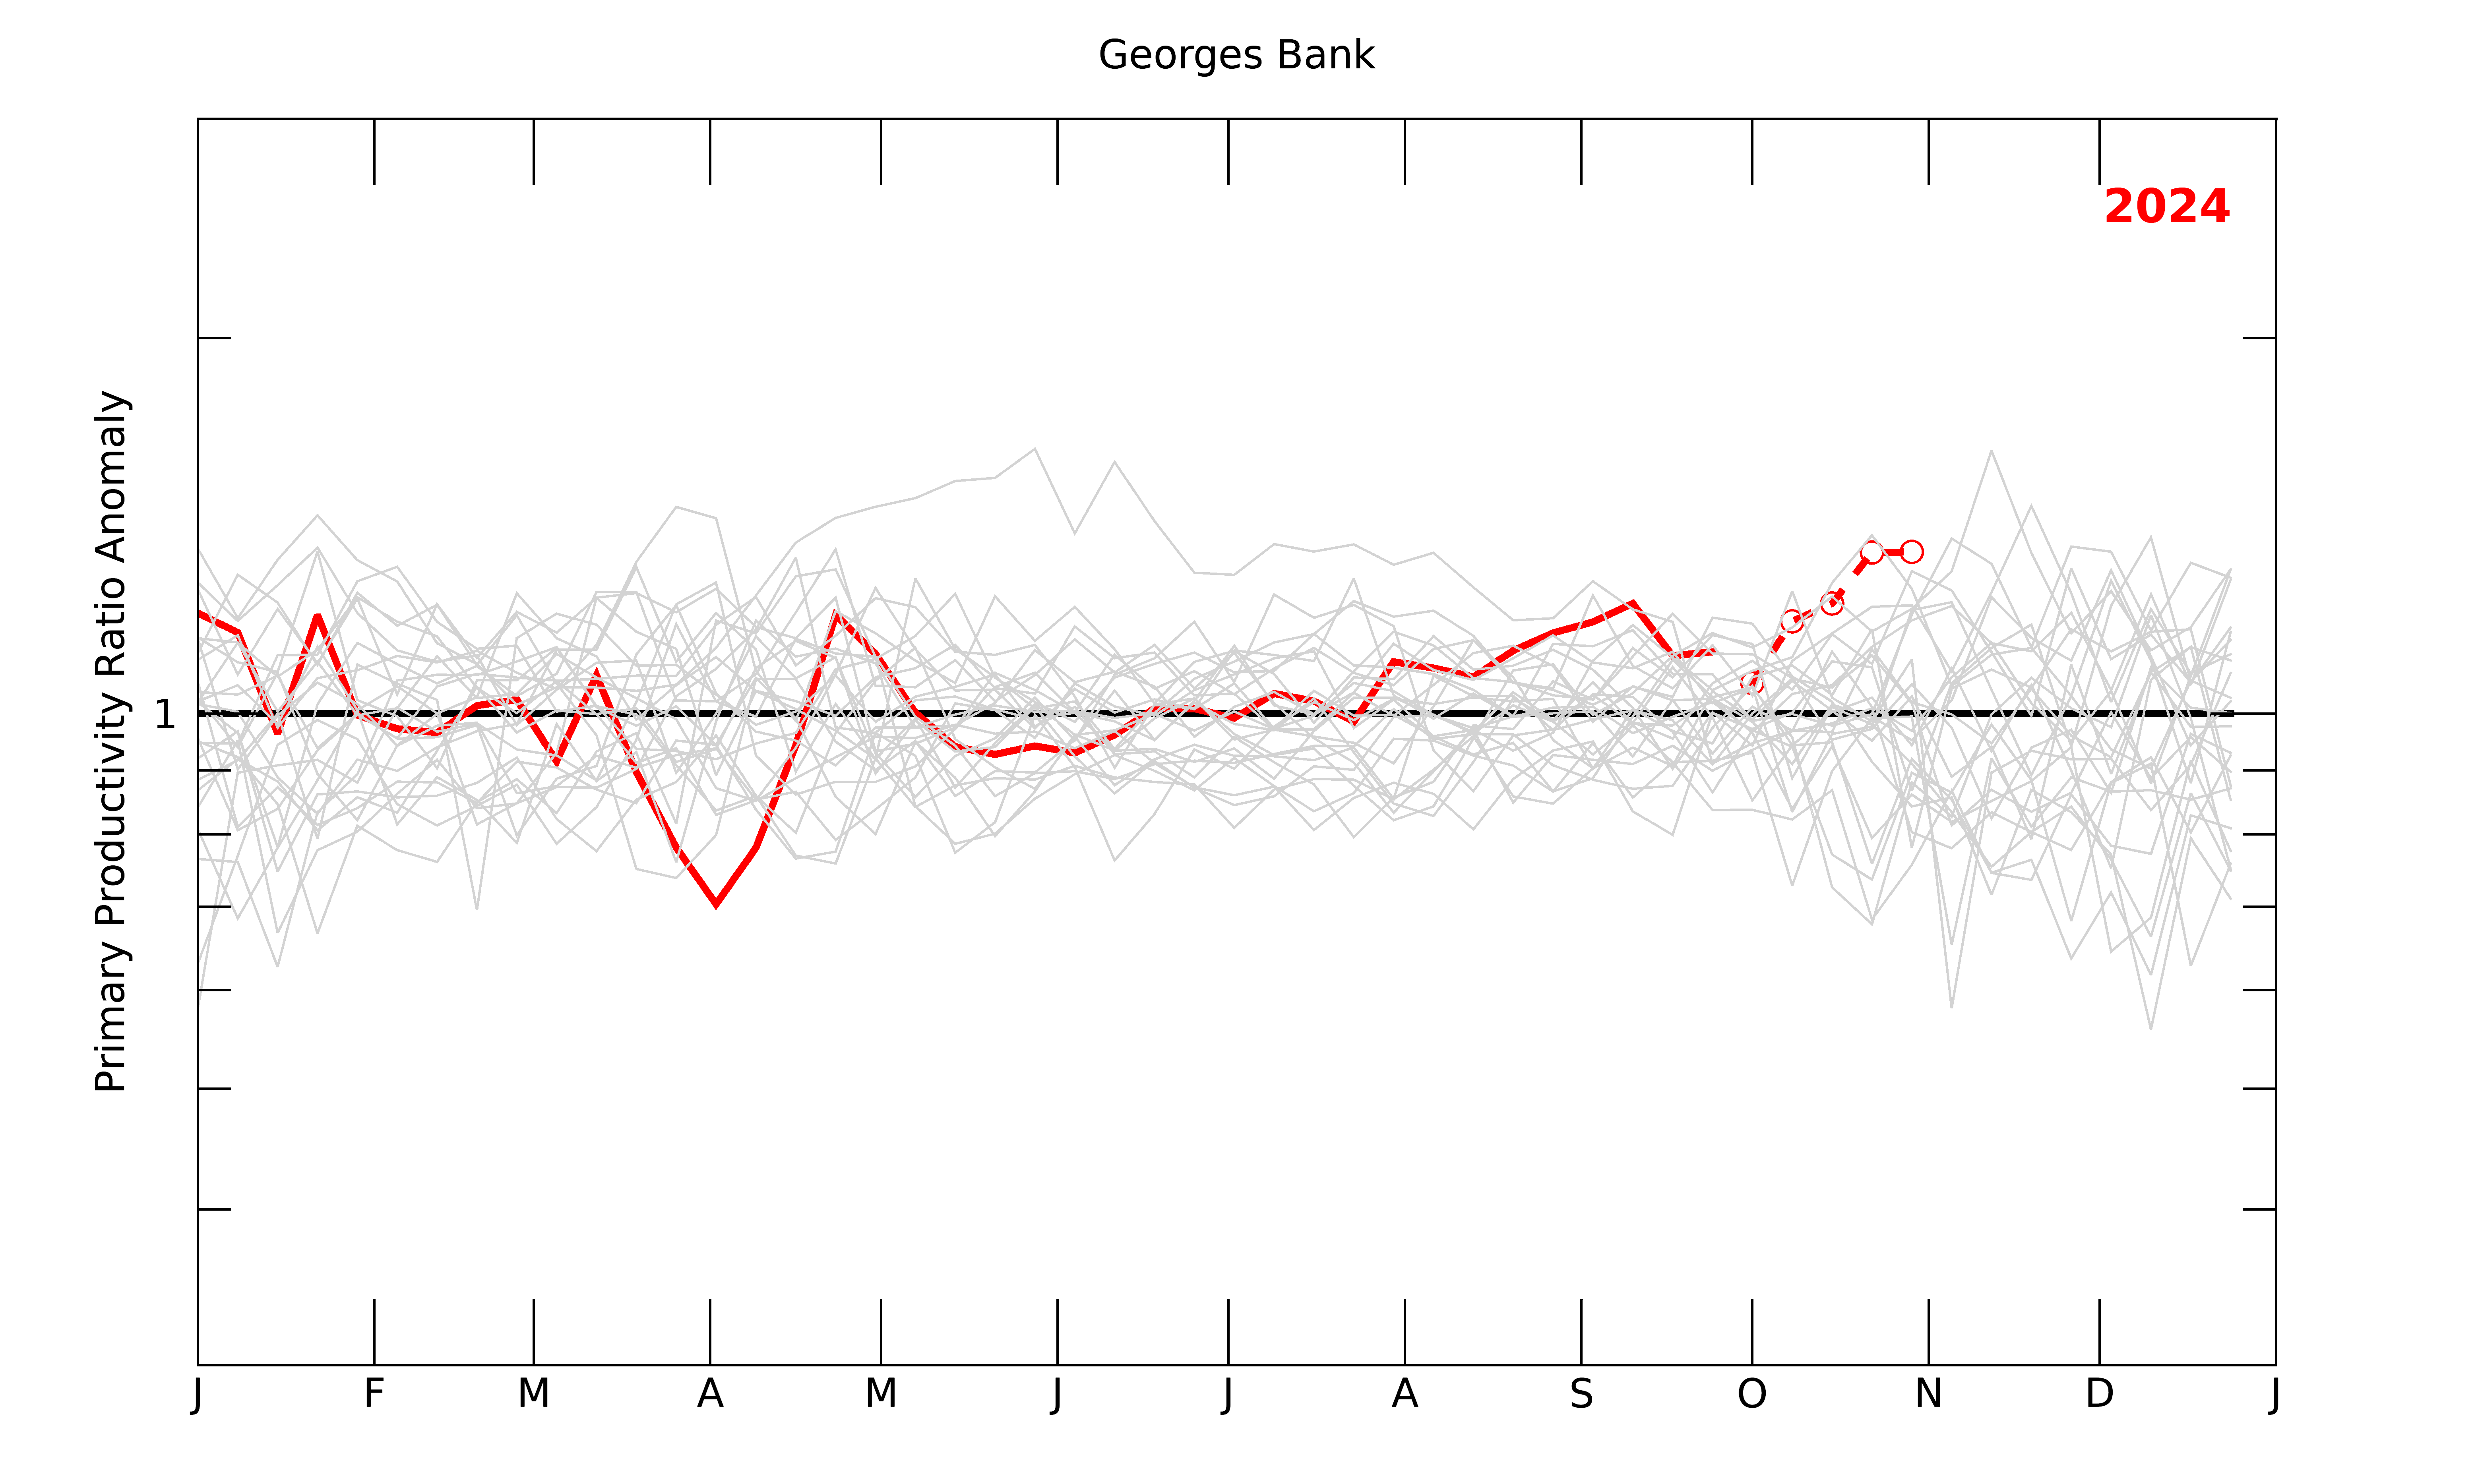 Georges Bank
2024
Primary Productivity Ratio Anomaly
1
J F M A M J J A S O N D J